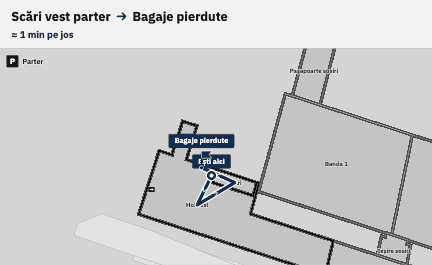 Scări vest parter → Bagaje pierdute
≈ 1 min pe jos
P Parter
Pașapoarte sosiri
Bagaje pierdute
Ești aici
Banda 1